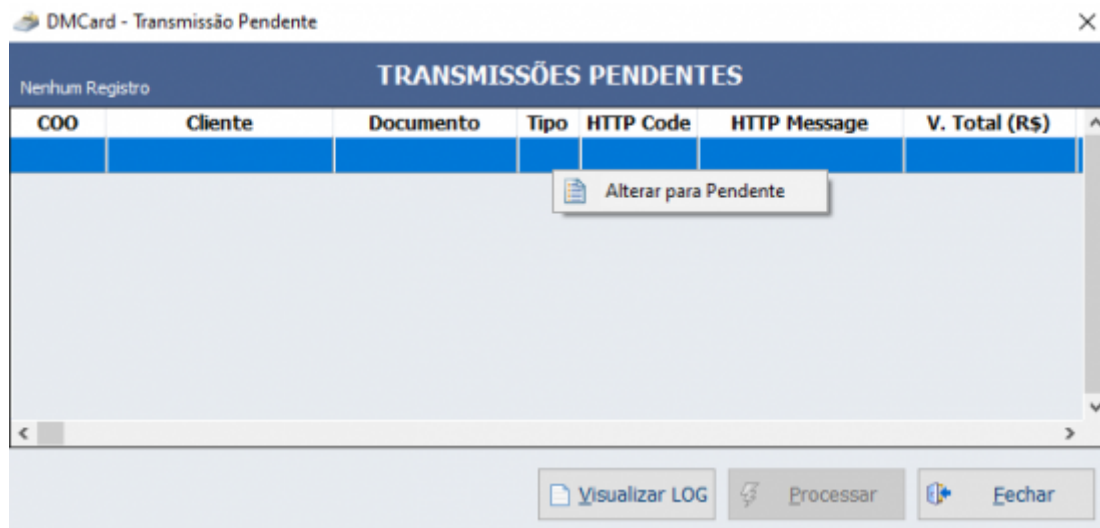 DMCard - Transmissão Pendente
TRANSMISSÕES PENDENTES
Nenhum Registro
COO Cliente Documento Tipo HTTP Code HTTP Message V. Total (R$)
Alterar para Pendente
Visualizar LOG Processar Fechar